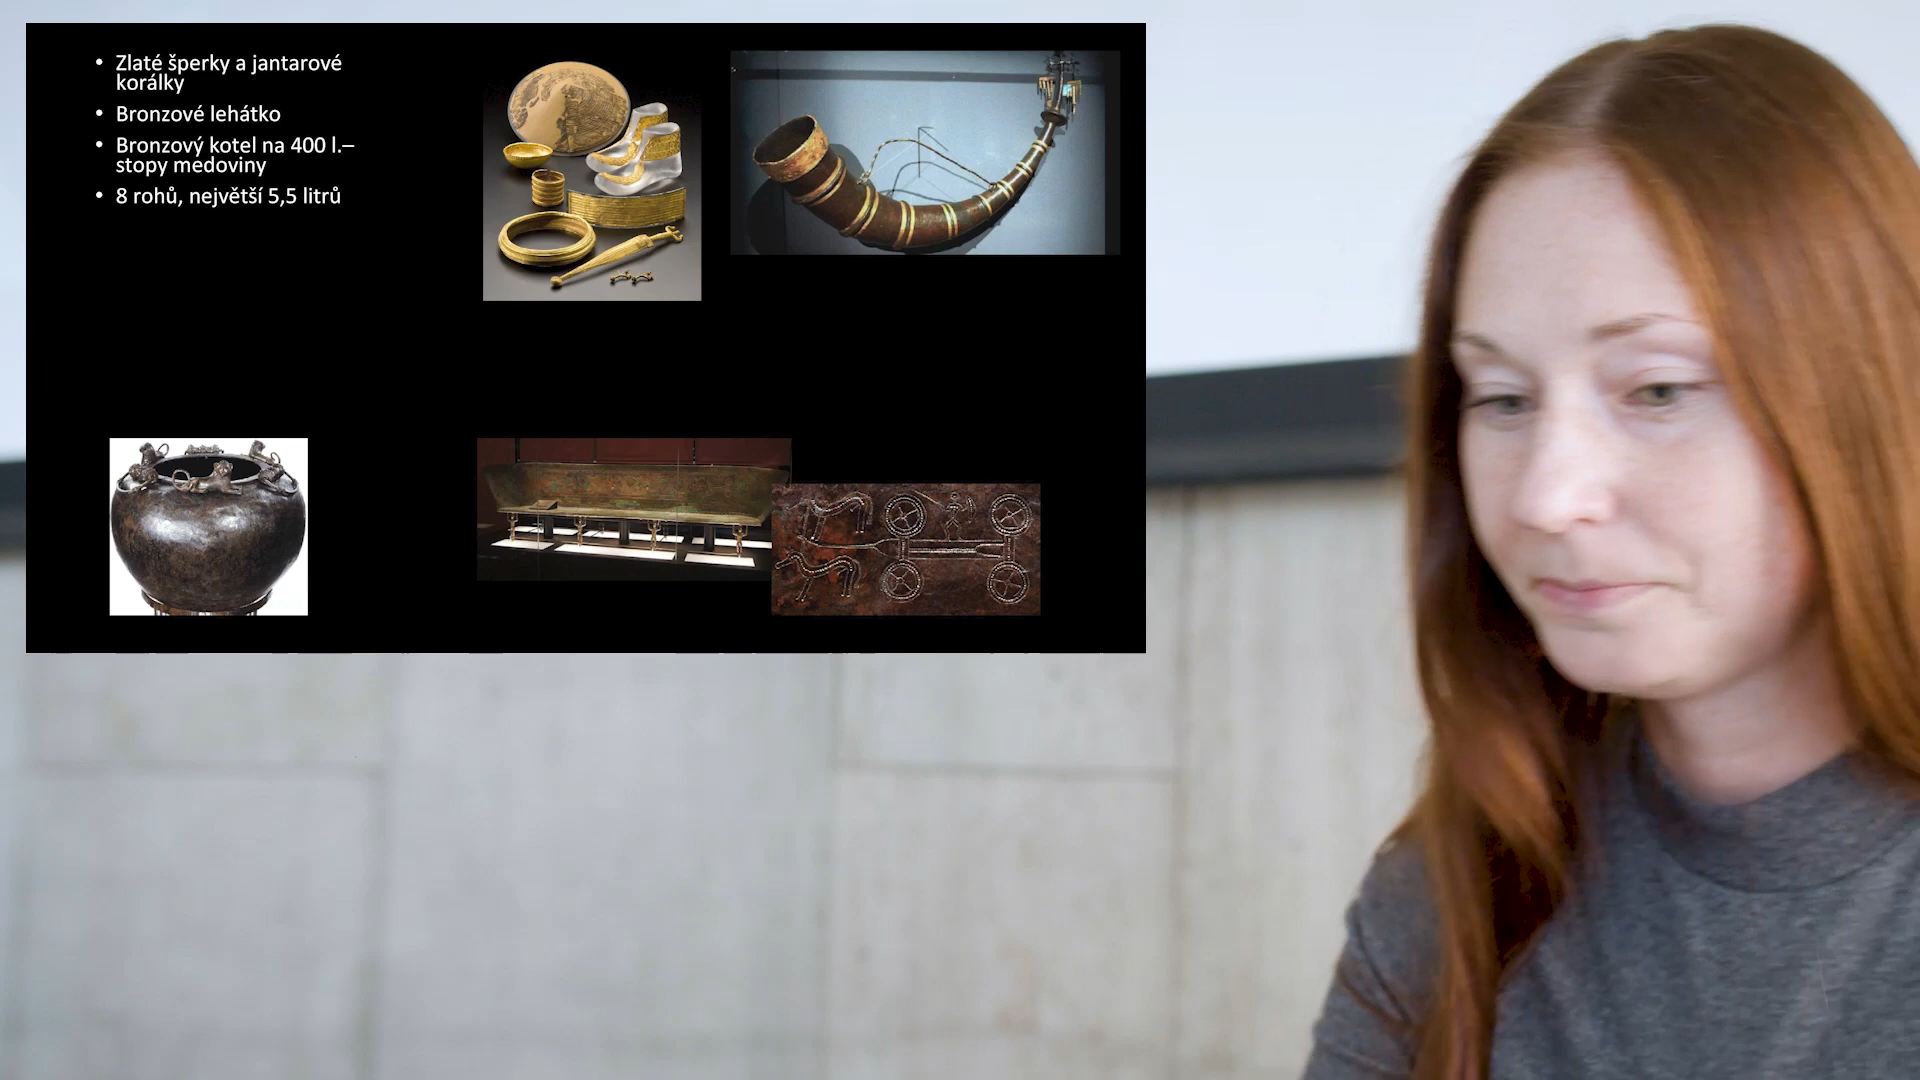 • Zlaté šperky a jantarové
korálky
• Bronzové lehátko
• Bronzový kotel na 400 l.–
stopy medoviny
• 8 rohů, největší 5,5 litrů